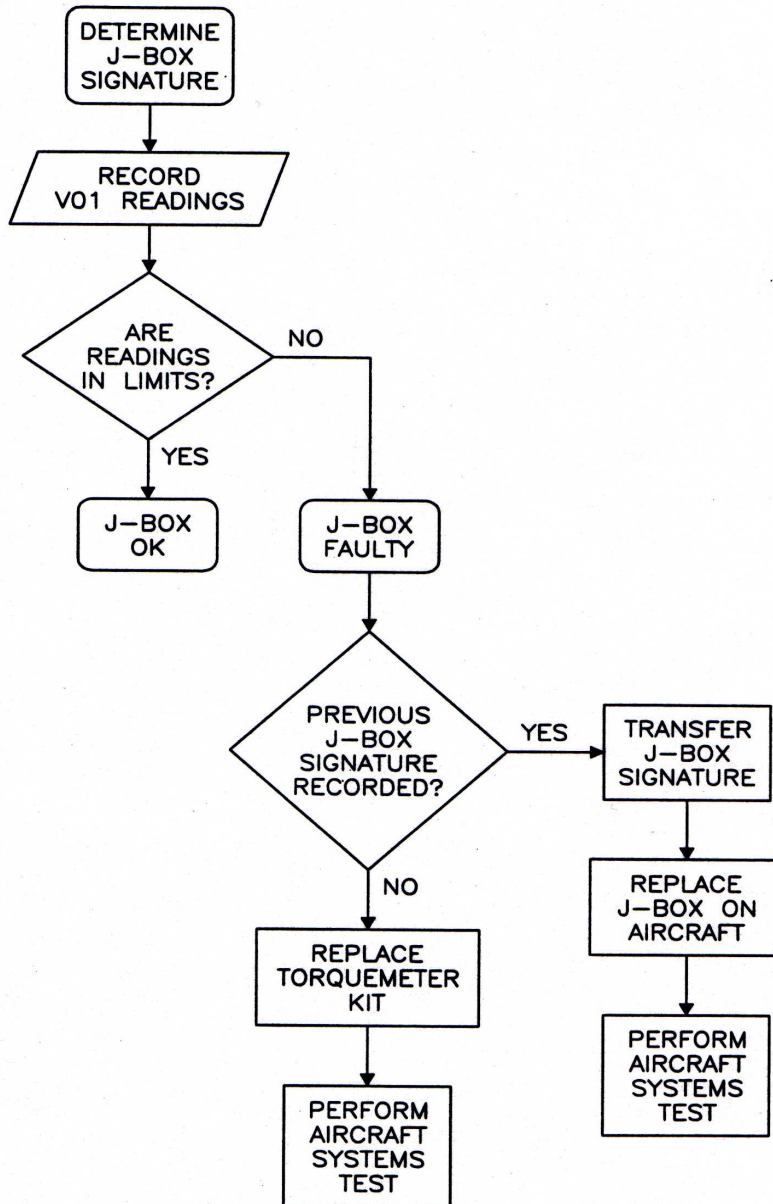 DETERMINE
J-BOX
SIGNATURE
RECORD
V01 READINGS
ARE
READINGS
IN LIMITS?
NO
YES
J-BOX
OK
J-BOX
FAULTY
PREVIOUS
J-BOX
SIGNATURE
RECORDED?
YES
TRANSFER
J-BOX
SIGNATURE
NO
REPLACE
J-BOX ON
AIRCRAFT
REPLACE
TORQUEMETER
KIT
PERFORM
AIRCRAFT
SYSTEMS
TEST
PERFORM
AIRCRAFT
SYSTEMS
TEST